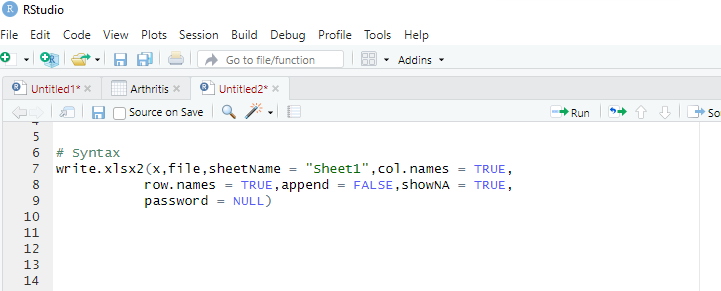 RStudio
File Edit Code View Plots Session Build Debug Profile Tools Help
Go to file/function Addins
Untitled1* Arthritis Untitled2*
Source on Save Run So
4
5
6 # Syntax
7 write.xlsx2(x,file,sheetName = "Sheet1",col.names = TRUE,
8 row.names = TRUE,append = FALSE,showNA = TRUE,
9 password = NULL)
10
11
12
13
14